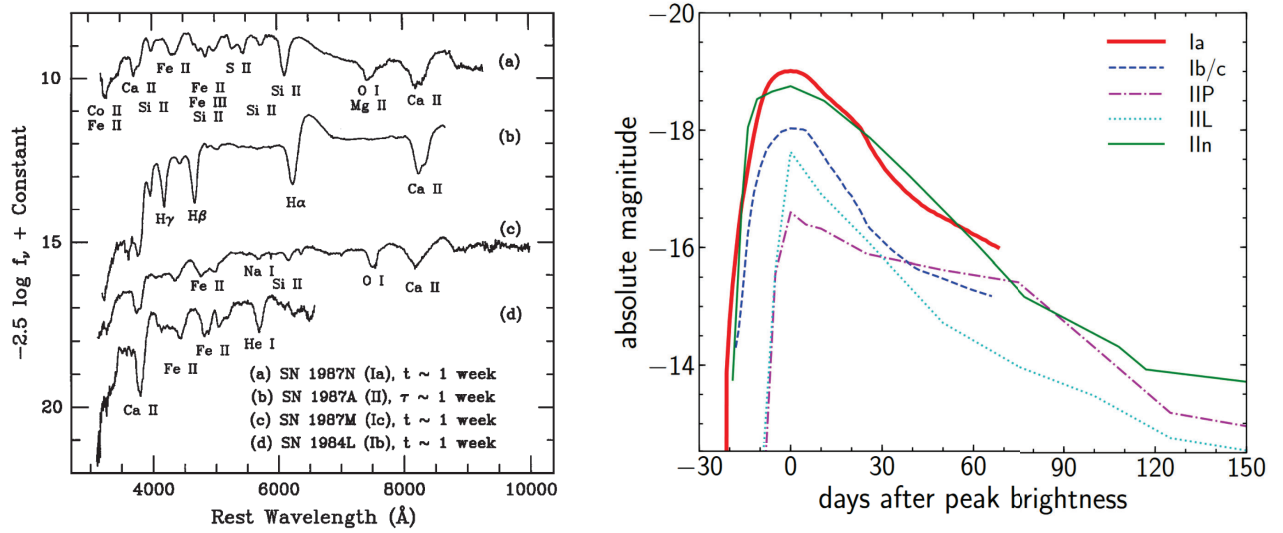 10
15
20
-2.5 log fν + Constant
4000
6000
8000
10000
Rest Wavelength (Å)
Co II
Fe II
Ca II
Si II
Fe II
Fe II
Fe III
Si II
S II
Si II
Si II
O I
Mg II
Ca II
(a)
Hγ
Hβ
Hα
Ca II
(b)
Fe II
Na I
Si II
O I
Ca II
(c)
Ca II
Fe II
Fe II
He I
(d)
(a) SN 1987N (Ia), t ~ 1 week
(b) SN 1987A (II), τ ~ 1 week
(c) SN 1987M (Ic), t ~ 1 week
(d) SN 1984L (Ib), t ~ 1 week
−20
−18
−16
−14
absolute magnitude
Ia
Ib/c
IIP
IIL
IIn
−30
0
30
60
90
120
150
days after peak brightness